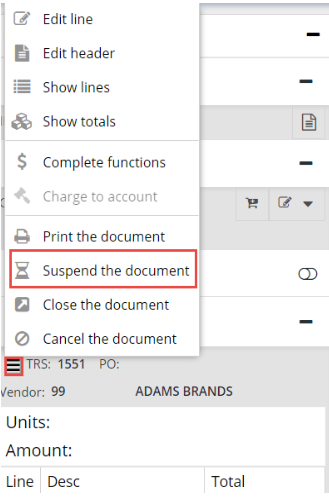 Edit line
Edit header
Show lines
Show totals
Complete functions
Charge to account
Print the document
Suspend the document
Close the document
Cancel the document
TRS: 1551 PO:
Vendor: 99 ADAMS BRANDS
Units:
Amount:
Line Desc Total